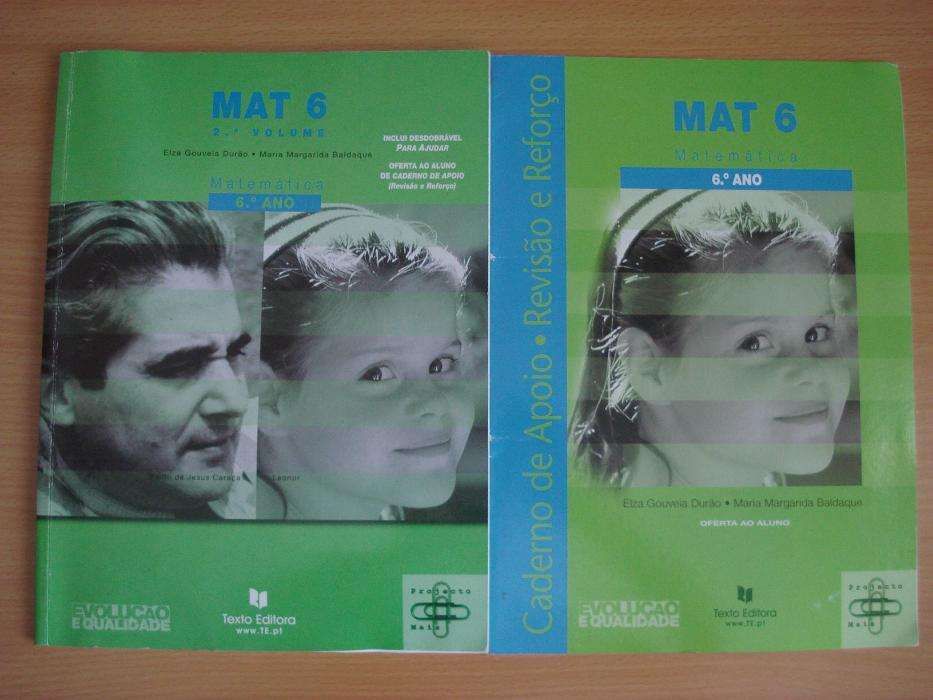 MAT 6
2.º VOLUME
Elza Gouveia Durão • Maria Margarida Baldaque
INCLUI DESDOBRÁVEL
PARA AJUDAR
OFERTA AO ALUNO
DE CADERNO DE APOIO
(Revisão e Reforço)
Matemática
6.º ANO
de Jesus Caraça
Leonor
EVOLUÇÃO
E QUALIDADE
Texto Editora
www.TE.pt
Projecto
Mais
Caderno de Apoio • Revisão e Reforço
MAT 6
Matemática
6.º ANO
Elza Gouveia Durão • Maria Margarida Baldaque
OFERTA AO ALUNO
EVOLUÇÃO
E QUALIDADE
Texto Editora
www.TE.pt
Projecto
Mais